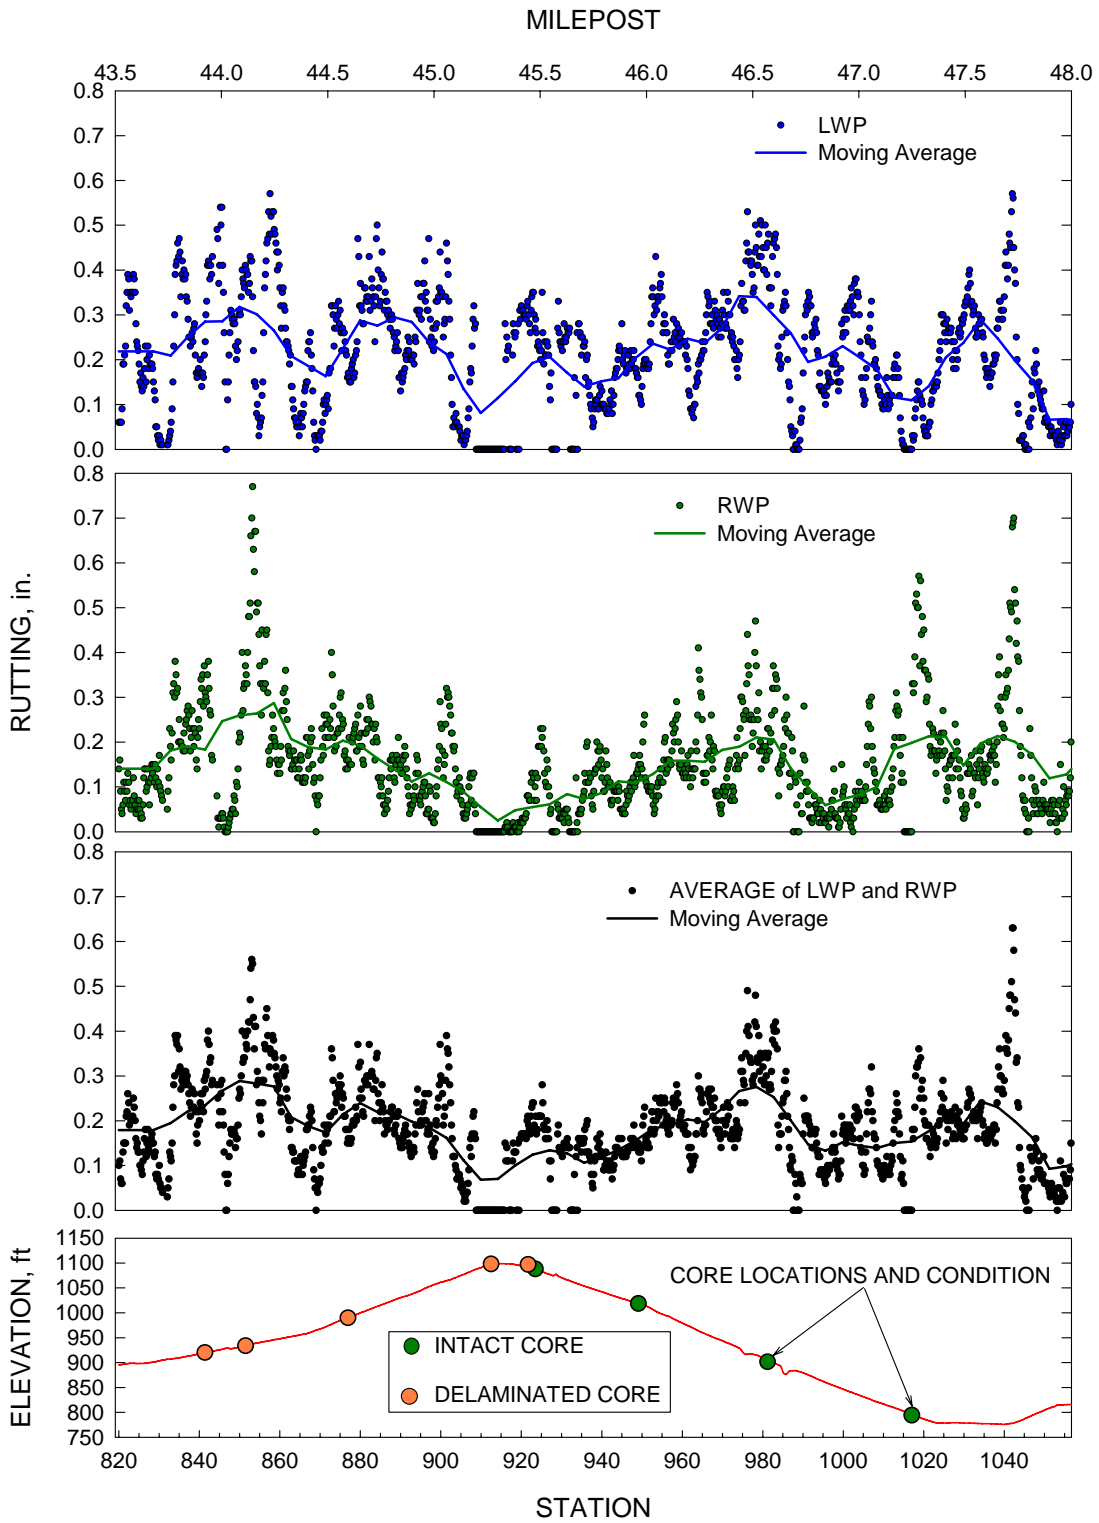 MILEPOST
43.5 44.0 44.5 45.0 45.5 46.0 46.5 47.0 47.5 48.0
0.8
0.7
0.6
0.5
0.4
0.3
0.2
0.1
0.0
LWP
Moving Average
0.8
0.7
0.6
0.5
0.4
0.3
0.2
0.1
0.0
RWP
Moving Average
RUTTING, in.
0.8
0.7
0.6
0.5
0.4
0.3
0.2
0.1
0.0
AVERAGE of LWP and RWP
Moving Average
1150
1100
1050
1000
950
900
850
800
750
ELEVATION, ft
CORE LOCATIONS AND CONDITION
INTACT CORE
DELAMINATED CORE
820 840 860 880 900 920 940 960 980 1000 1020 1040
STATION